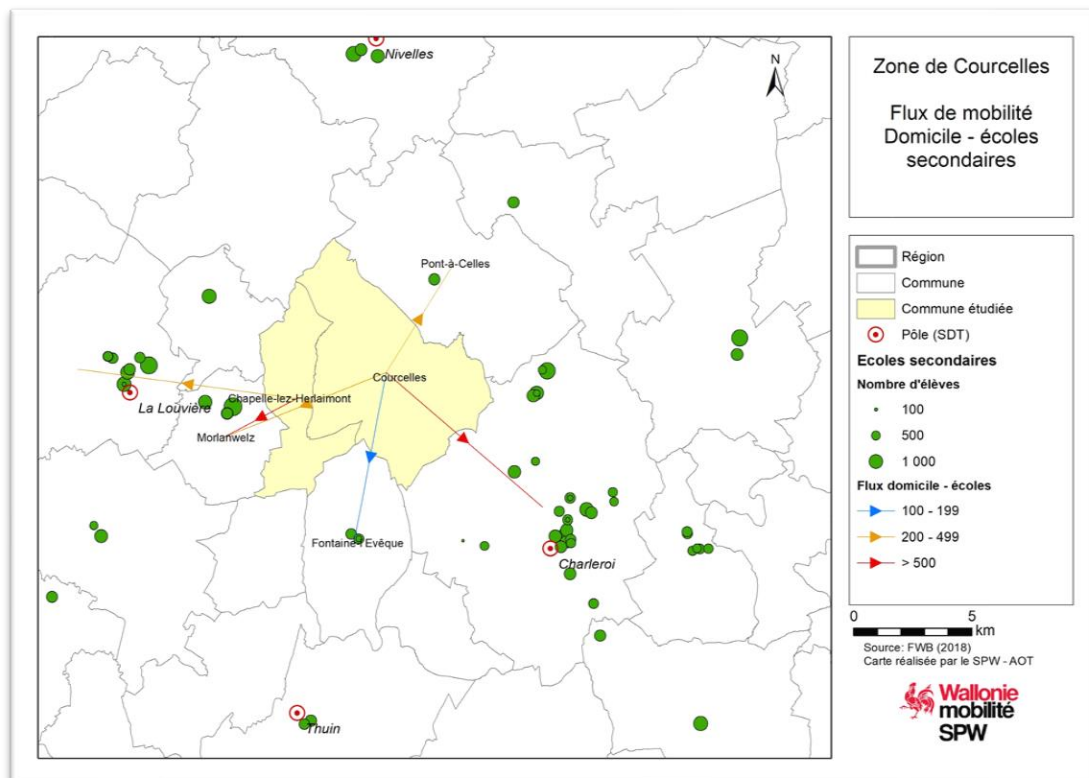 Nivelles
Pont-à-Celles
Courcelles
Chapelle-lez-Herlaimont
La Louvière
Morlanwelz
Fontaine-l'Evêque
Charleroi
Thuin
Zone de Courcelles
Flux de mobilité
Domicile - écoles
secondaires
N
Région
Commune
Commune étudiée
Pôle (SDT)
Ecoles secondaires
Nombre d'élèves
100
500
1 000
Flux domicile - écoles
100 - 199
200 - 499
> 500
0 5
km
Source: FWB (2018)
Carte réalisée par le SPW - AOT
Wallonie
mobilité
SPW